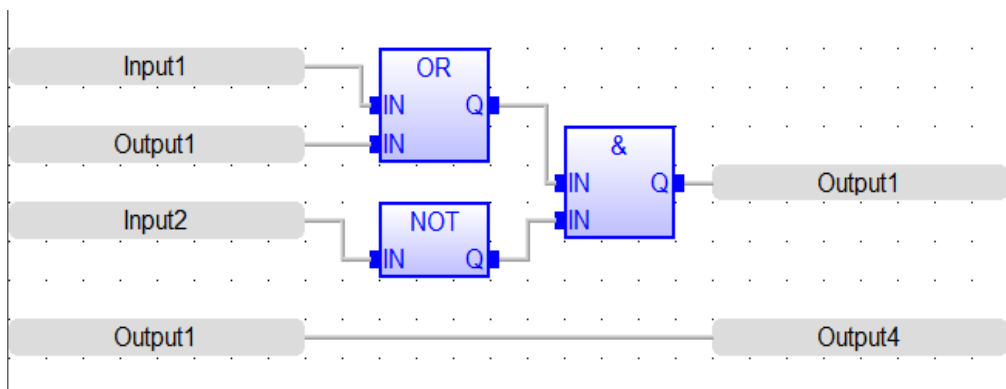 Input1
OR
IN Q
Output1
IN
&
IN Q
Output1
Input2
NOT
IN
IN Q
Output1
Output4